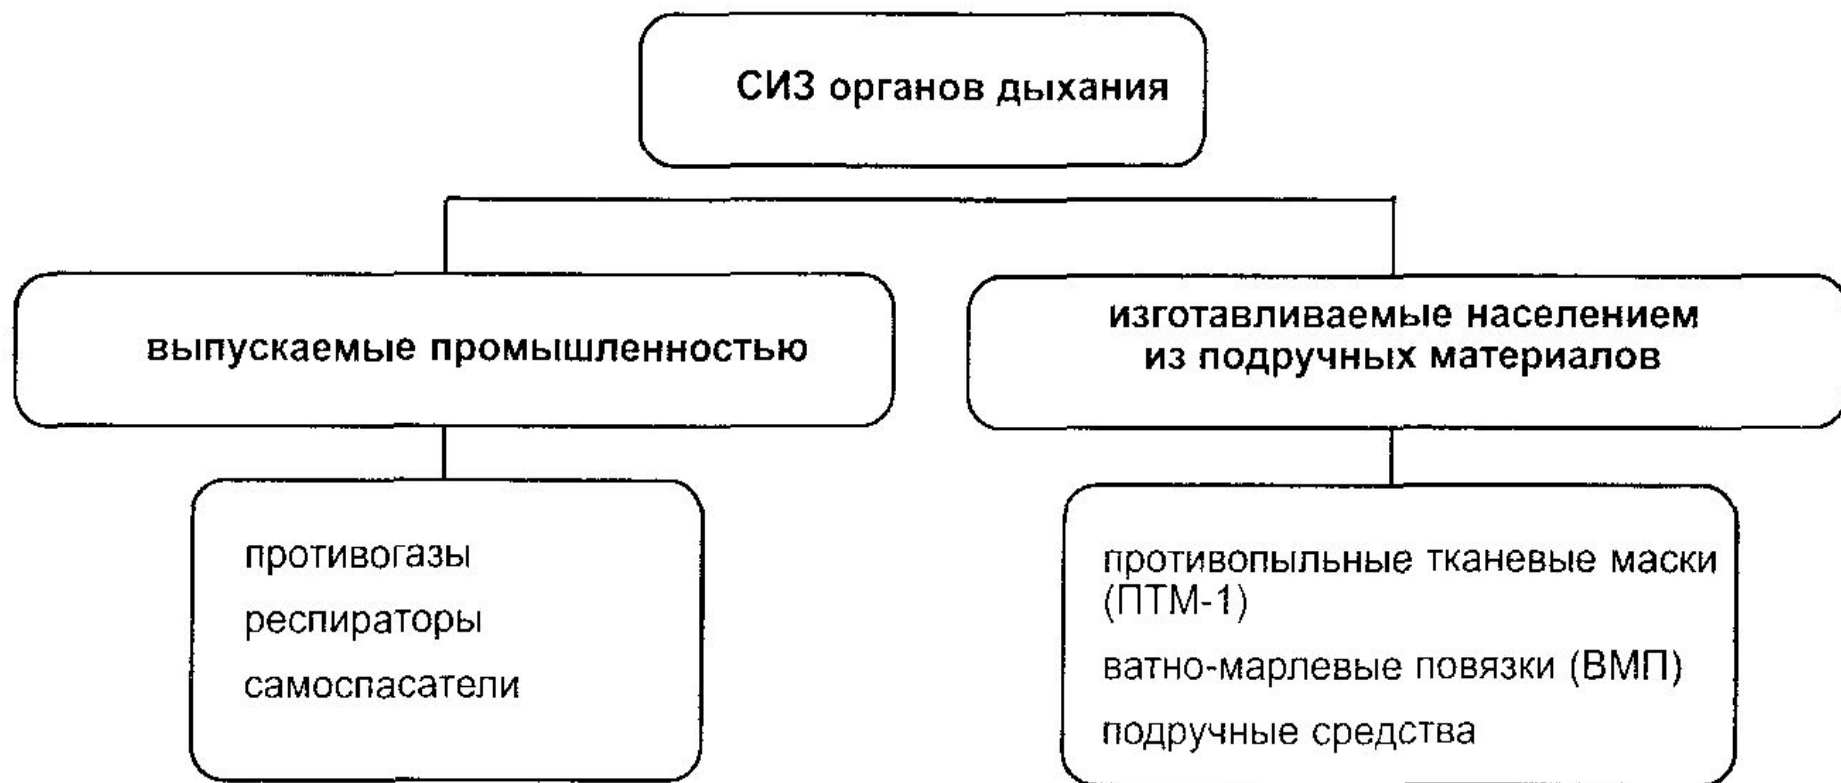 СИЗ органов дыхания
выпускаемые промышленностью
изготавливаемые населением
из подручных материалов
противогазы
респираторы
самоспасатели
противопыльные тканевые маски
(ПТМ-1)
ватно-марлевые повязки (ВМП)
подручные средства